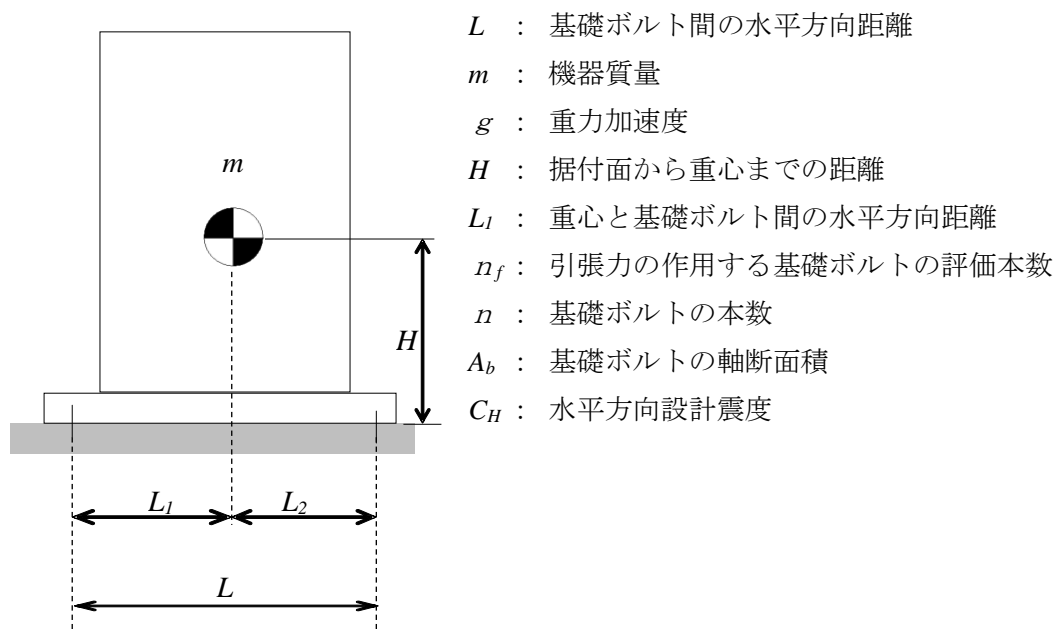 L : 基礎ボルト間の水平方向距離
m : 機器質量
g : 重力加速度
H : 据付面から重心までの距離
L1 : 重心と基礎ボルト間の水平方向距離
nf : 引張力の作用する基礎ボルトの評価本数
n : 基礎ボルトの本数
Ab : 基礎ボルトの軸断面積
CH : 水平方向設計震度
m
H
L1
L2
L